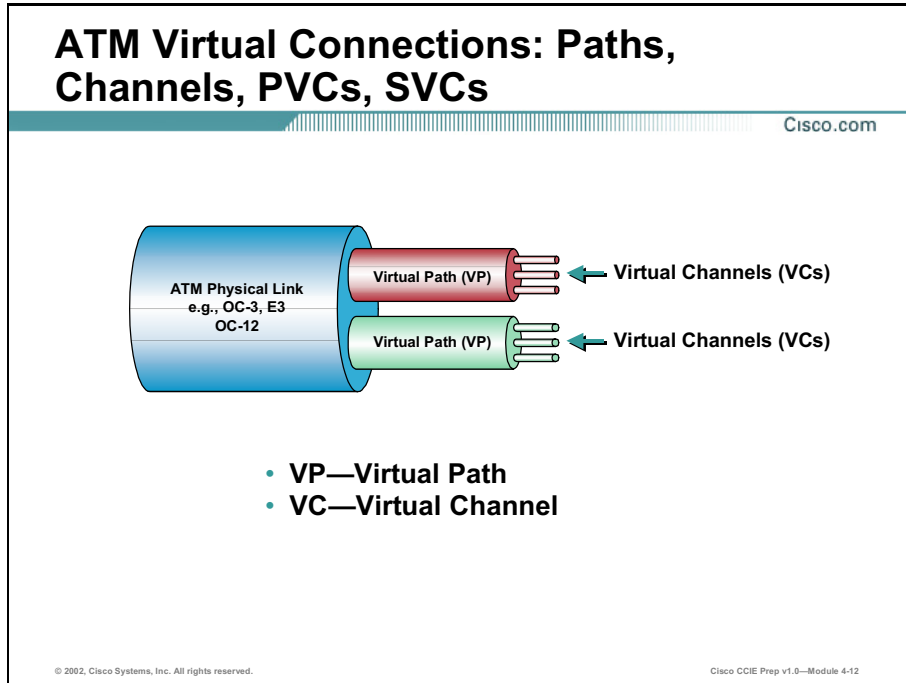 ATM Virtual Connections: Paths,
Channels, PVCs, SVCs
Cisco.com
ATM Physical Link
e.g., OC-3, E3
OC-12
Virtual Path (VP)
Virtual Channels (VCs)
Virtual Path (VP)
Virtual Channels (VCs)
• VP—Virtual Path
• VC—Virtual Channel
© 2002, Cisco Systems, Inc. All rights reserved.
Cisco CCIE Prep v1.0—Module 4-12